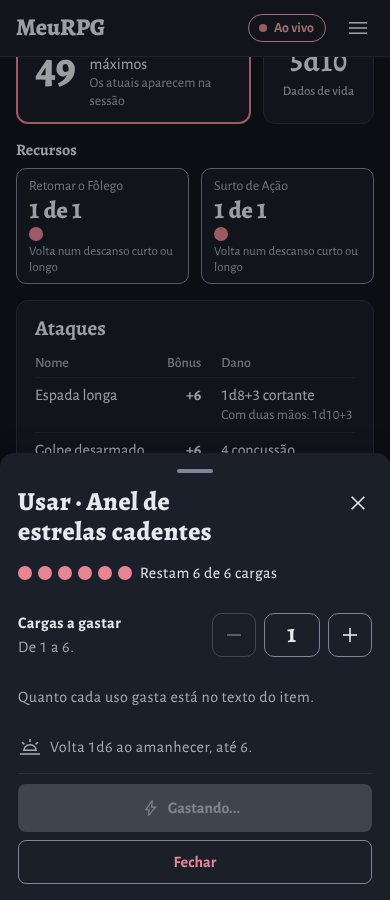 MeuRPG
Ao vivo
49
máximos
Os atuais aparecem na
sessão
5d10
Dados de vida
Recursos
Retomar o Fôlego
1 de 1
Volta num descanso curto ou
longo
Surto de Ação
1 de 1
Volta num descanso curto ou
longo
Ataques
Nome Bônus Dano
Espada longa +6 1d8+3 cortante
Com duas mãos: 1d10+3
Golpe desarmado +6 4 concussão
Usar · Anel de
estrelas cadentes
Restam 6 de 6 cargas
Cargas a gastar
De 1 a 6.
1
Quanto cada uso gasta está no texto do item.
Volta 1d6 ao amanhecer, até 6.
Gastando...
Fechar